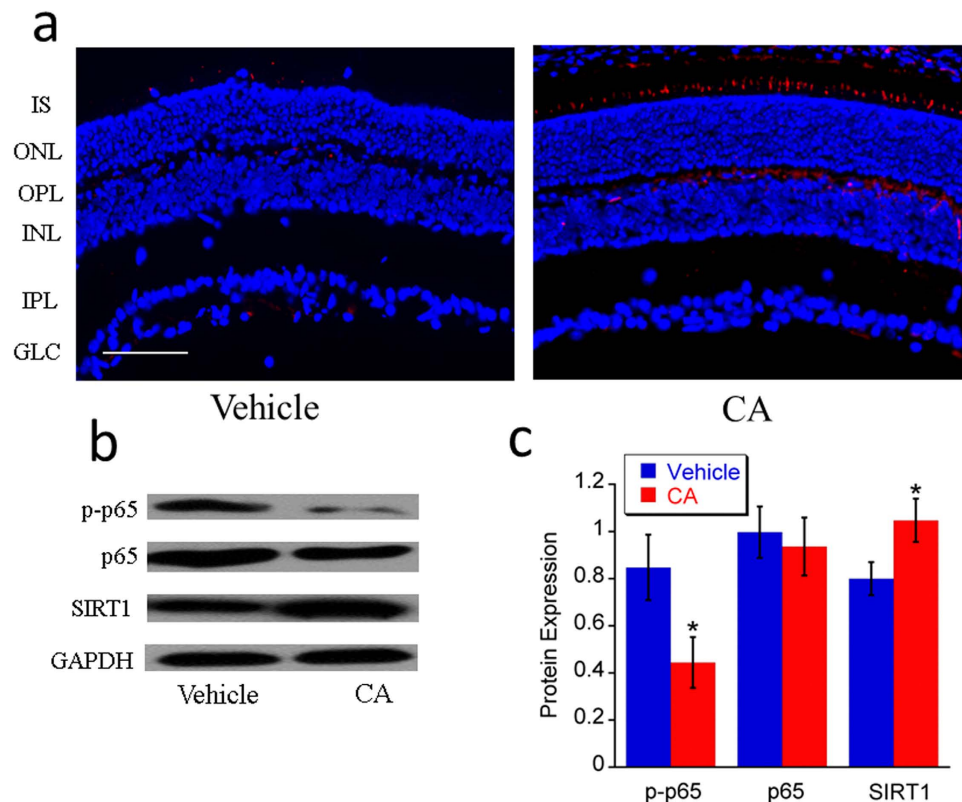 a
IS
ONL
OPL
INL
IPL
GLC
Vehicle
CA
b
p-p65
p65
SIRT1
GAPDH
Vehicle
CA
c
Vehicle
CA
Protein Expression
1.2
1
0.8
0.6
0.4
0.2
0
*
*
p-p65
p65
SIRT1